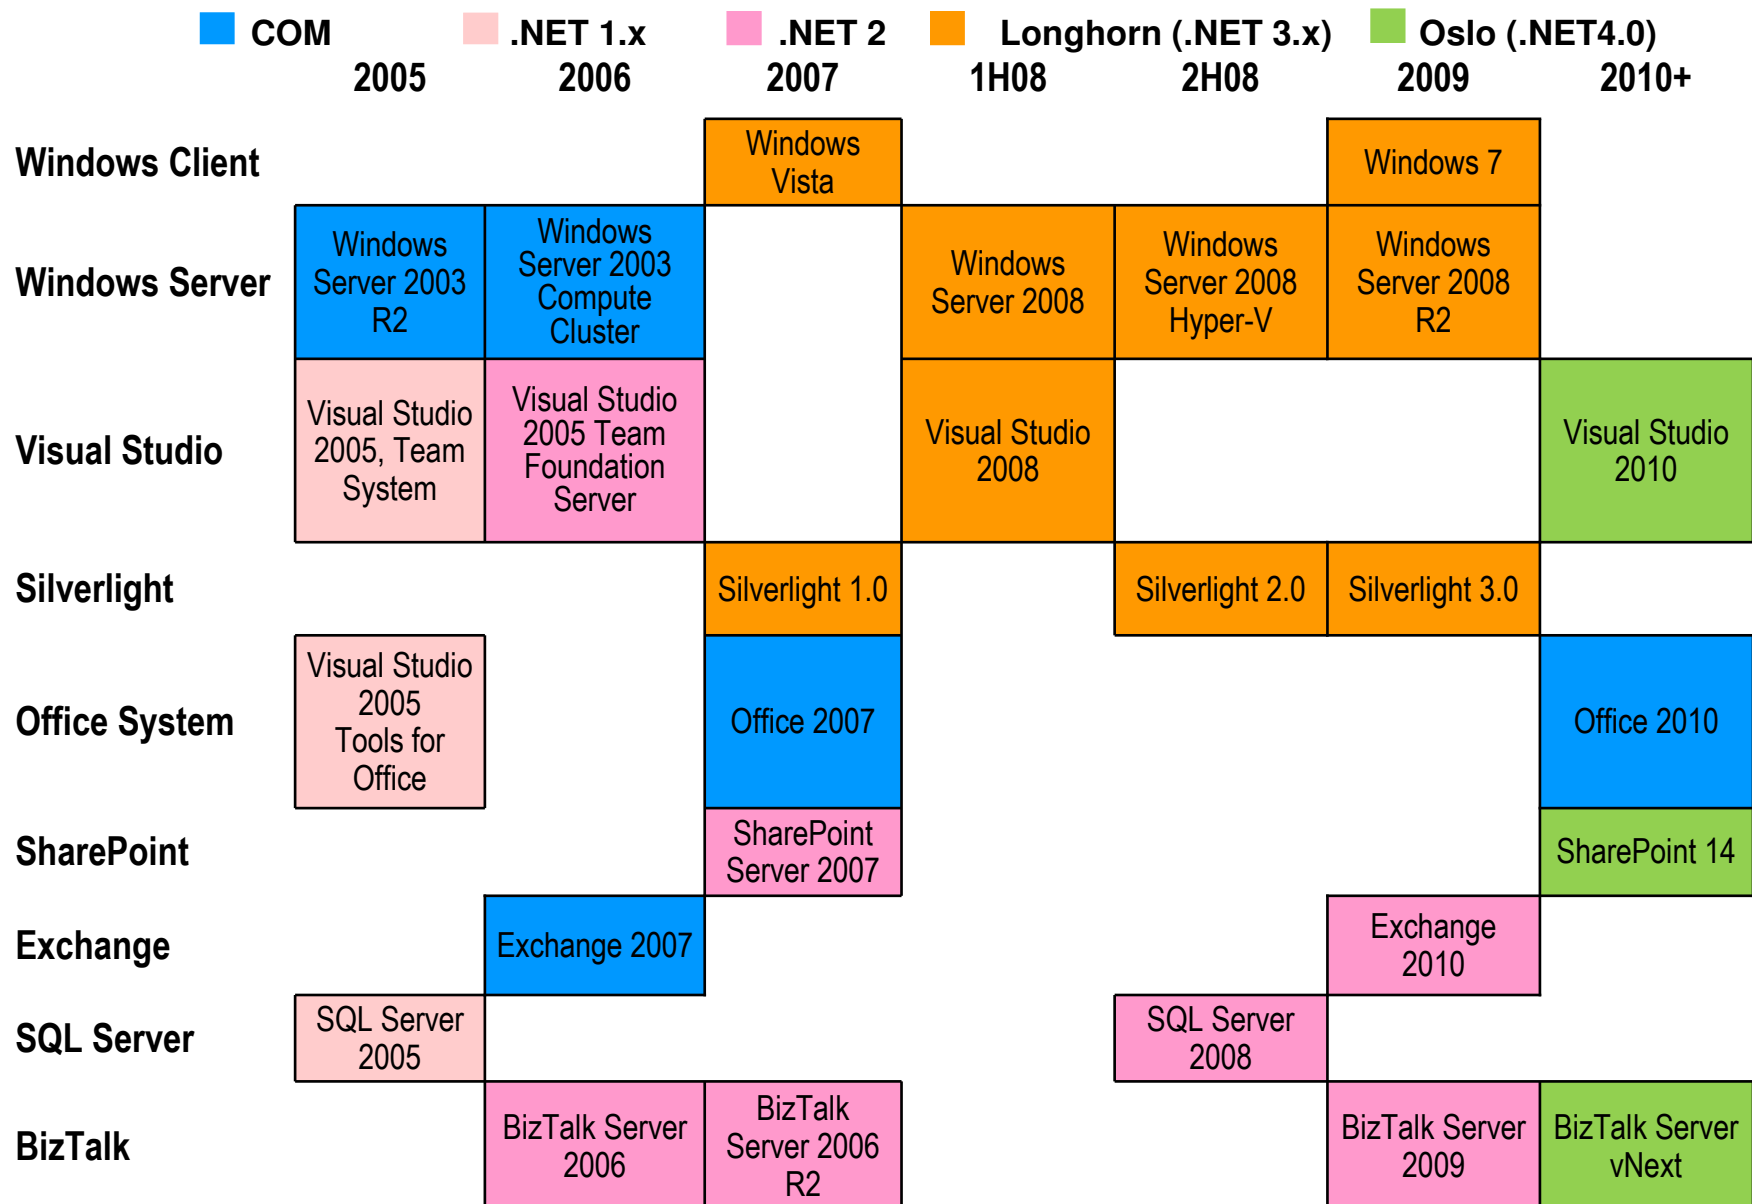 COM .NET 1.x .NET 2 Longhorn (.NET 3.x) Oslo (.NET4.0)
2005 2006 2007 1H08 2H08 2009 2010+
Windows Client
Windows
Vista
Windows 7
Windows Server
Windows
Server 2003
R2
Windows
Server 2003
Compute
Cluster
Windows
Server 2008
Windows
Server 2008
Hyper-V
Windows
Server 2008
R2
Visual Studio
Visual Studio
2005, Team
System
Visual Studio
2005 Team
Foundation
Server
Visual Studio
2008
Visual Studio
2010
Silverlight
Silverlight 1.0
Silverlight 2.0
Silverlight 3.0
Office System
Visual Studio
2005
Tools for
Office
Office 2007
Office 2010
SharePoint
SharePoint
Server 2007
SharePoint 14
Exchange
Exchange 2007
Exchange
2010
SQL Server
SQL Server
2005
SQL Server
2008
BizTalk
BizTalk Server
2006
BizTalk
Server 2006
R2
BizTalk Server
2009
BizTalk Server
vNext